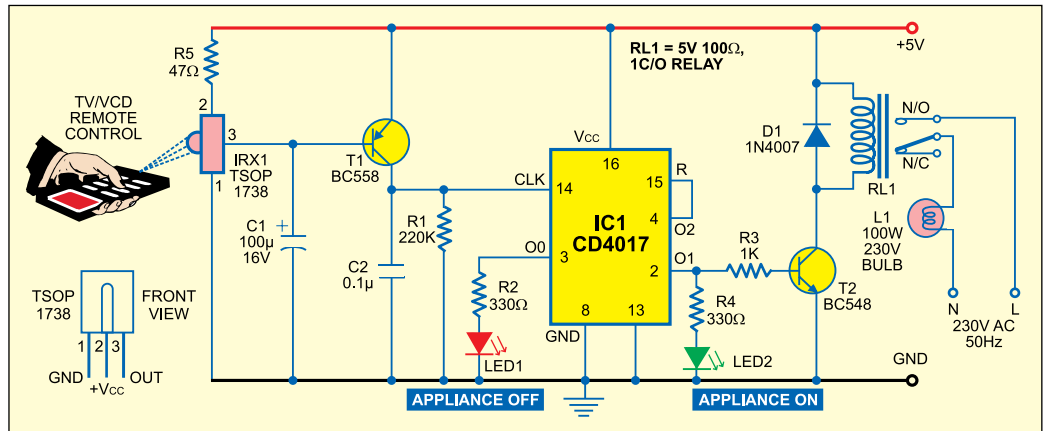 +5V
RL1 = 5V 100Ω,
1C/O RELAY
R5
47Ω
TV/VCD
REMOTE
CONTROL
2
3
1
IRX1
TSOP
1738
T1
BC558
C1
100µ
16V
+
C2
0.1µ
R1
220K
CLK
14
VCC
16
15
R
4
O2
IC1
CD4017
O0
3
2
O1
8
13
GND
R2
330Ω
LED1
R3
1K
R4
330Ω
LED2
T2
BC548
D1
1N4007
RL1
N/O
N/C
L1
100W
230V
BULB
N
L
230V AC
50Hz
GND
APPLIANCE OFF
APPLIANCE ON
TSOP
1738
FRONT
VIEW
1
2
3
GND
+VCC
OUT